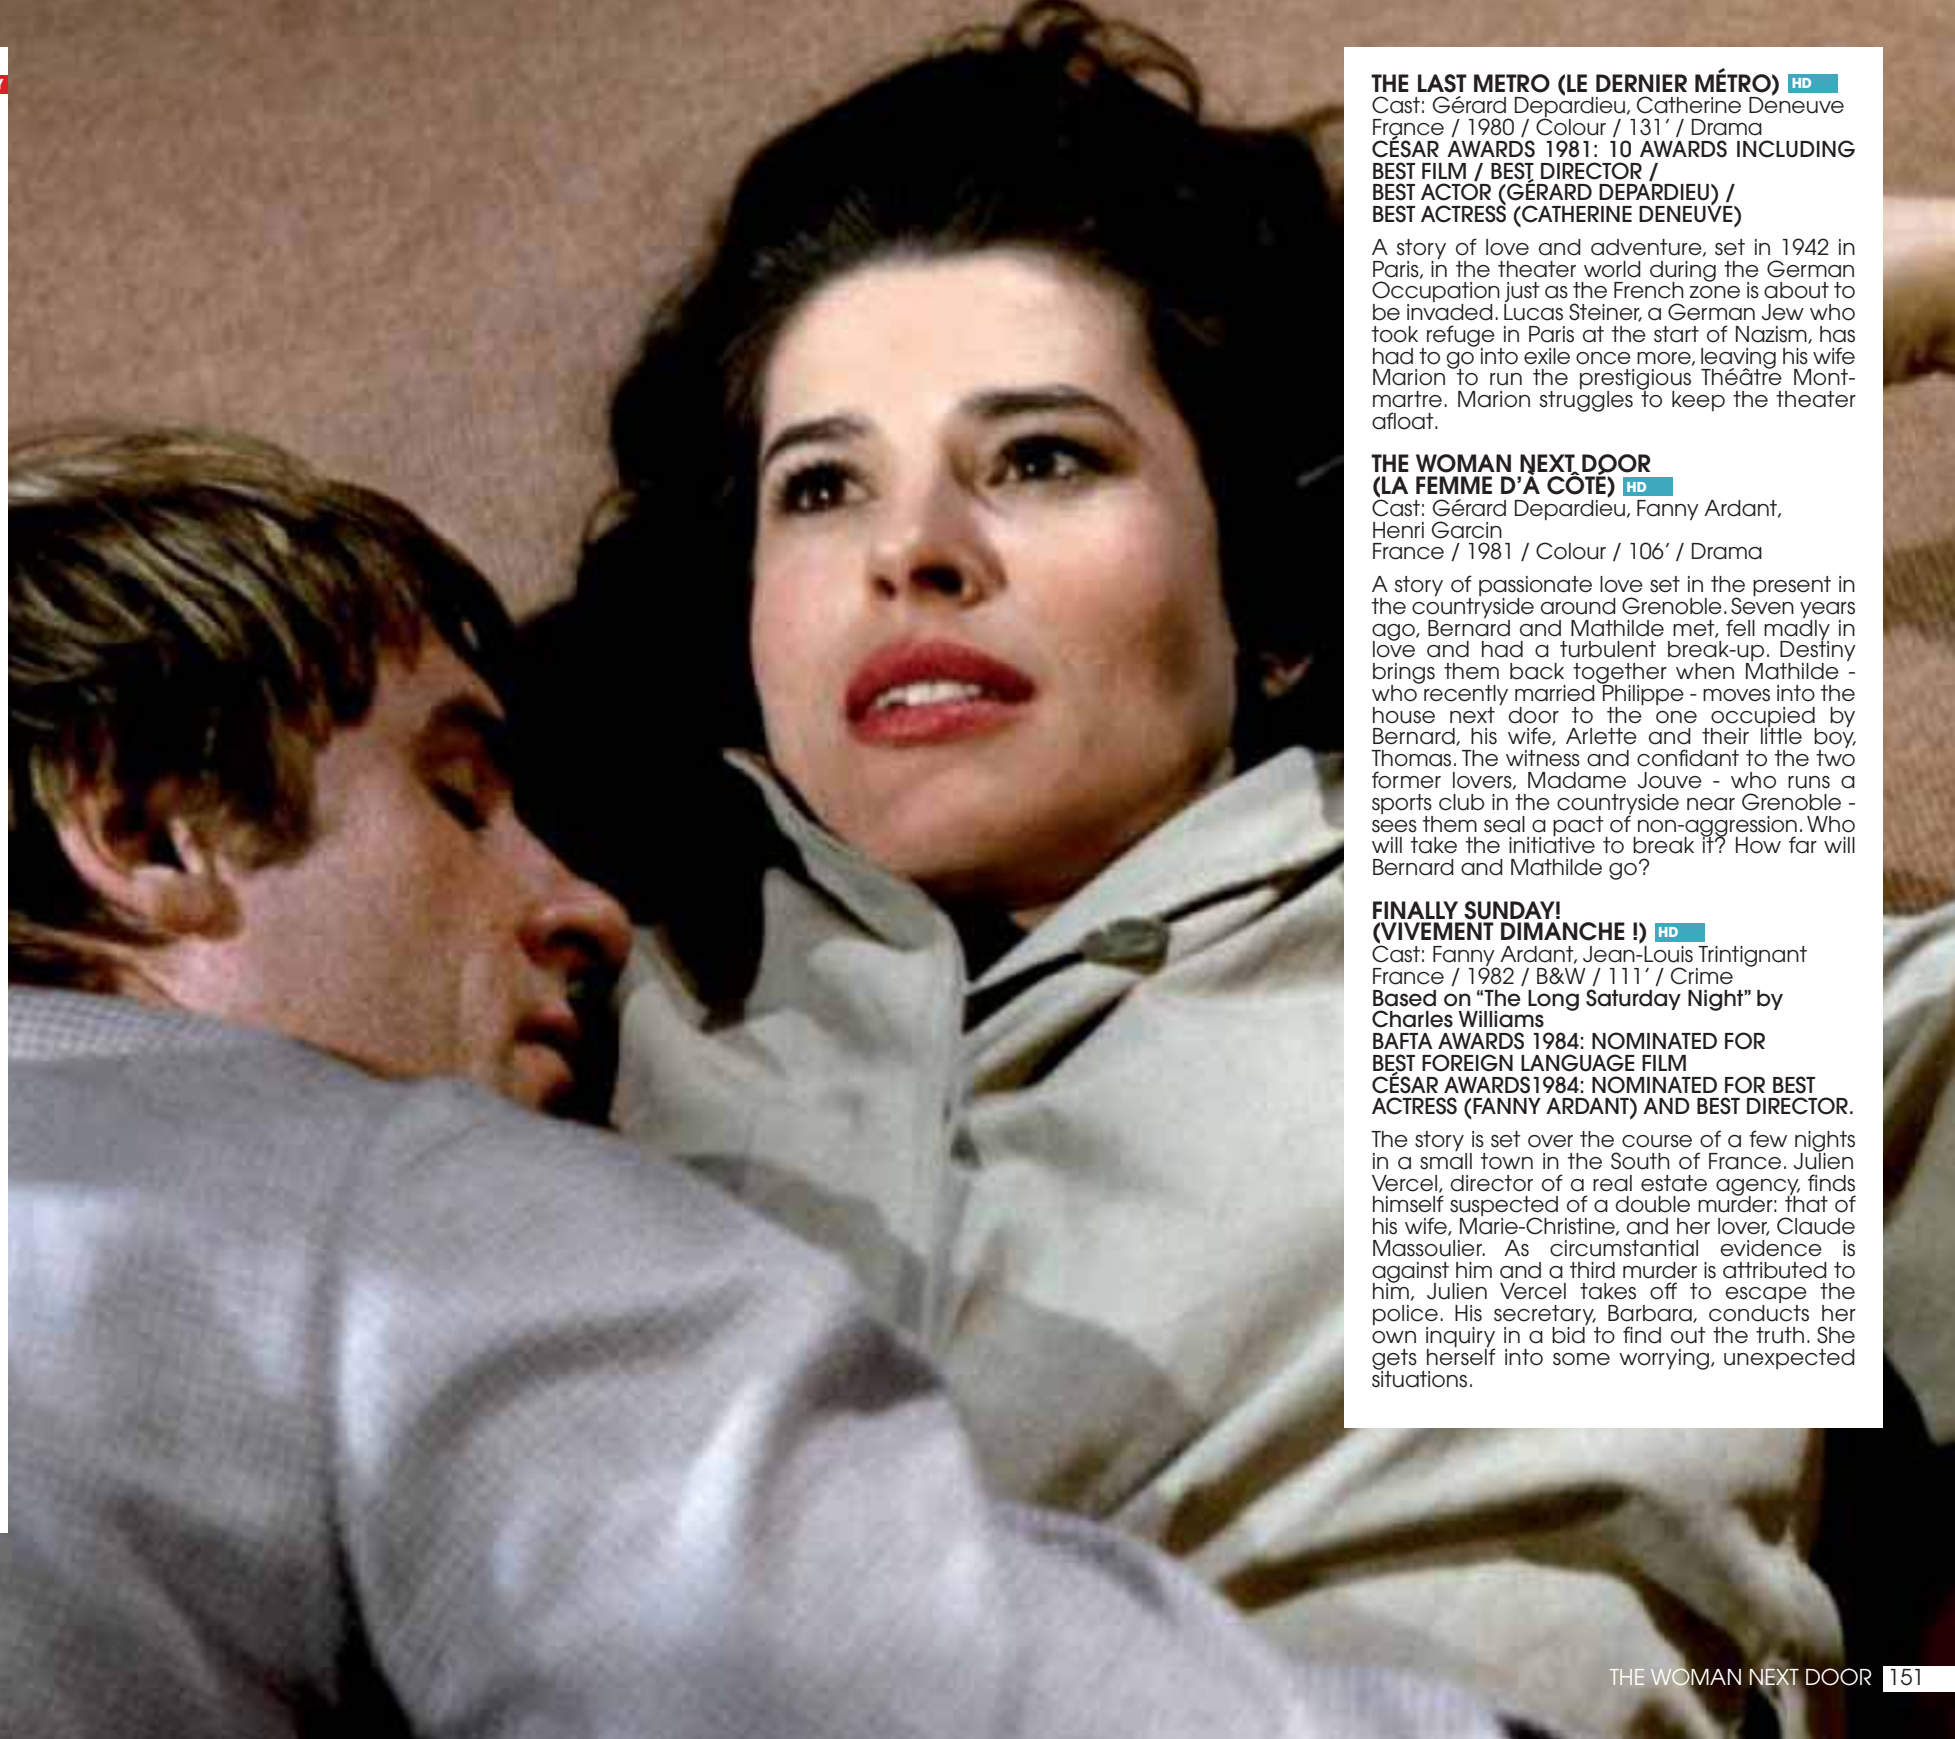 THE LAST METRO (LE DERNIER MÉTRO) HD
Cast: Gérard Depardieu, Catherine Deneuve
France / 1980 / Colour / 131’ / Drama
CÉSAR AWARDS 1981: 10 AWARDS INCLUDING
BEST FILM / BEST DIRECTOR /
BEST ACTOR (GÉRARD DEPARDIEU) /
BEST ACTRESS (CATHERINE DENEUVE)
A story of love and adventure, set in 1942 in
Paris, in the theater world during the German
Occupation just as the French zone is about to
be invaded. Lucas Steiner, a German Jew who
took refuge in Paris at the start of Nazism, has
had to go into exile once more, leaving his wife
Marion to run the prestigious Théâtre Mont-
martre. Marion struggles to keep the theater
afloat.
THE WOMAN NEXT DOOR
(LA FEMME D’À CÔTÉ) HD
Cast: Gérard Depardieu, Fanny Ardant,
Henri Garcin
France / 1981 / Colour / 106’ / Drama
A story of passionate love set in the present in
the countryside around Grenoble. Seven years
ago, Bernard and Mathilde met, fell madly in
love and had a turbulent break-up. Destiny
brings them back together when Mathilde -
who recently married Philippe - moves into the
house next door to the one occupied by
Bernard, his wife, Arlette and their little boy,
Thomas. The witness and confidant to the two
former lovers, Madame Jouve - who runs a
sports club in the countryside near Grenoble -
sees them seal a pact of non-aggression. Who
will take the initiative to break it? How far will
Bernard and Mathilde go?
FINALLY SUNDAY!
(VIVEMENT DIMANCHE !) HD
Cast: Fanny Ardant, Jean-Louis Trintignant
France / 1982 / B&W / 111’ / Crime
Based on “The Long Saturday Night” by
Charles Williams
BAFTA AWARDS 1984: NOMINATED FOR
BEST FOREIGN LANGUAGE FILM
CÉSAR AWARDS1984: NOMINATED FOR BEST
ACTRESS (FANNY ARDANT) AND BEST DIRECTOR.
The story is set over the course of a few nights
in a small town in the South of France. Julien
Vercel, director of a real estate agency, finds
himself suspected of a double murder: that of
his wife, Marie-Christine, and her lover, Claude
Massoulier. As circumstantial evidence is
against him and a third murder is attributed to
him, Julien Vercel takes off to escape the
police. His secretary, Barbara, conducts her
own inquiry in a bid to find out the truth. She
gets herself into some worrying, unexpected
situations.
THE WOMAN NEXT DOOR 151